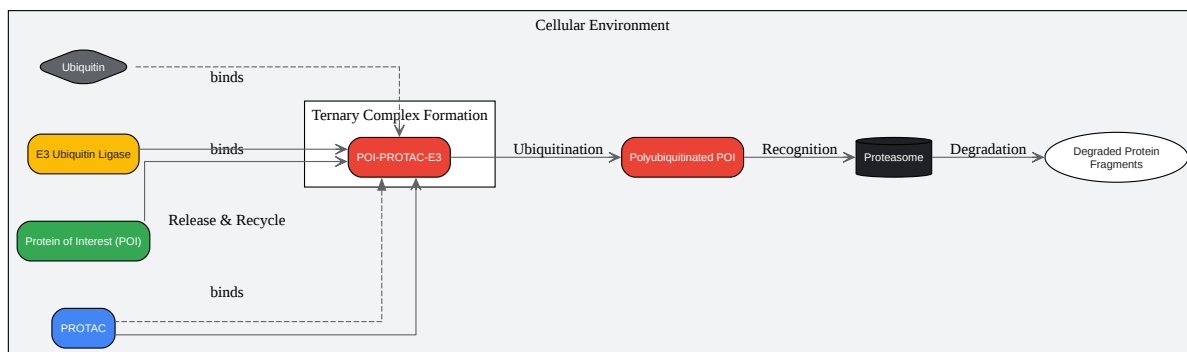 Cellular Environment
Ubiquitin
binds
Ternary Complex Formation
E3 Ubiquitin Ligase
binds
POI-PROTAC-E3
Ubiquitination
Polyubiquitinated POI
Recognition
Proteasome
Degradation
Degraded Protein
Fragments
Release & Recycle
Protein of Interest (POI)
binds
PROTAC